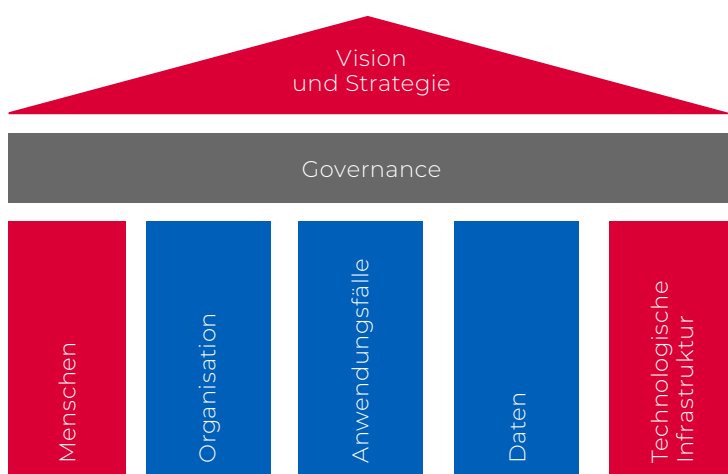 Vision
und Strategie
Governance
Menschen
Organisation
Anwendungsfälle
Daten
Technologische
Infrastruktur